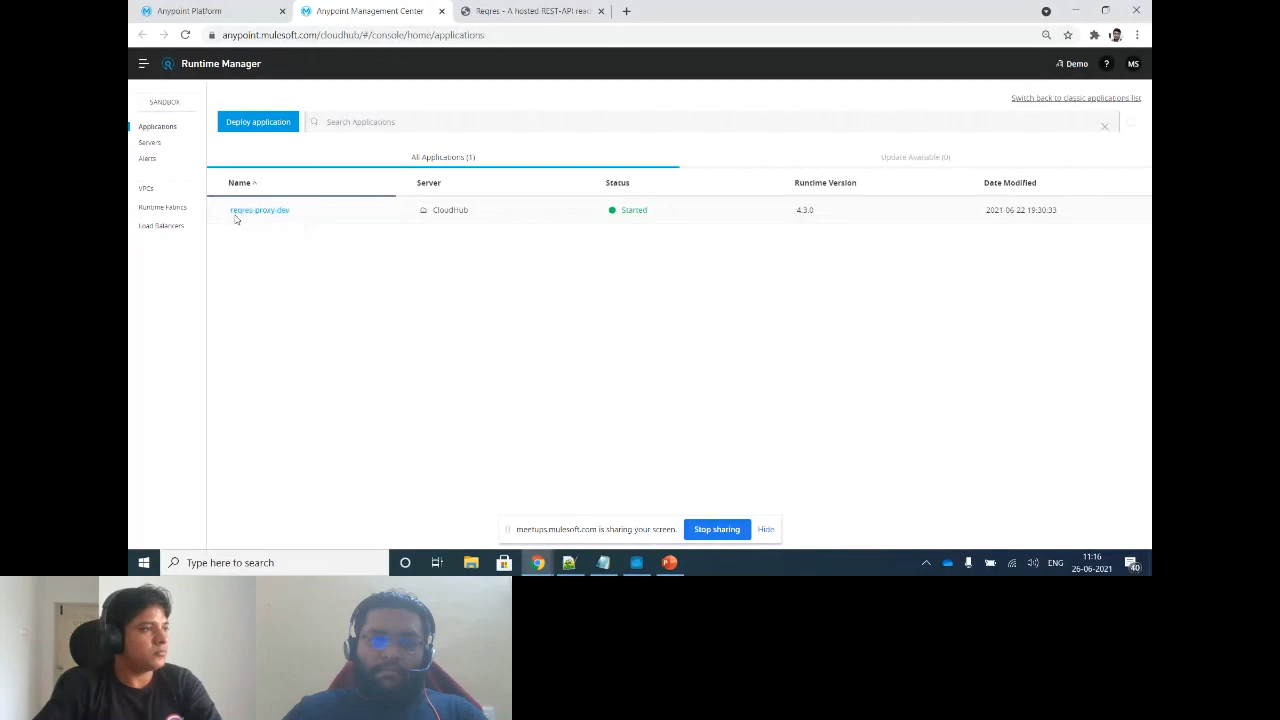 Anypoint Platform
Anypoint Management Center
Reqres - A hosted REST-API read
anypoint.mulesoft.com/cloudhub/#/console/home/applications
Runtime Manager
Demo
?
MS
SANDBOX
Applications
Servers
Alerts
VPCs
Runtime Fabrics
Load Balancers
Switch back to classic applications list
Deploy application
Search Applications
All Applications (1)
Update Available (0)
Name
Server
Status
Runtime Version
Date Modified
reqres-proxy-dev
CloudHub
Started
4.3.0
2021-06-22 19:30:33
meetups.mulesoft.com is sharing your screen.
Stop sharing
Hide
Type here to search
ENG
11:16
26-06-2021
40